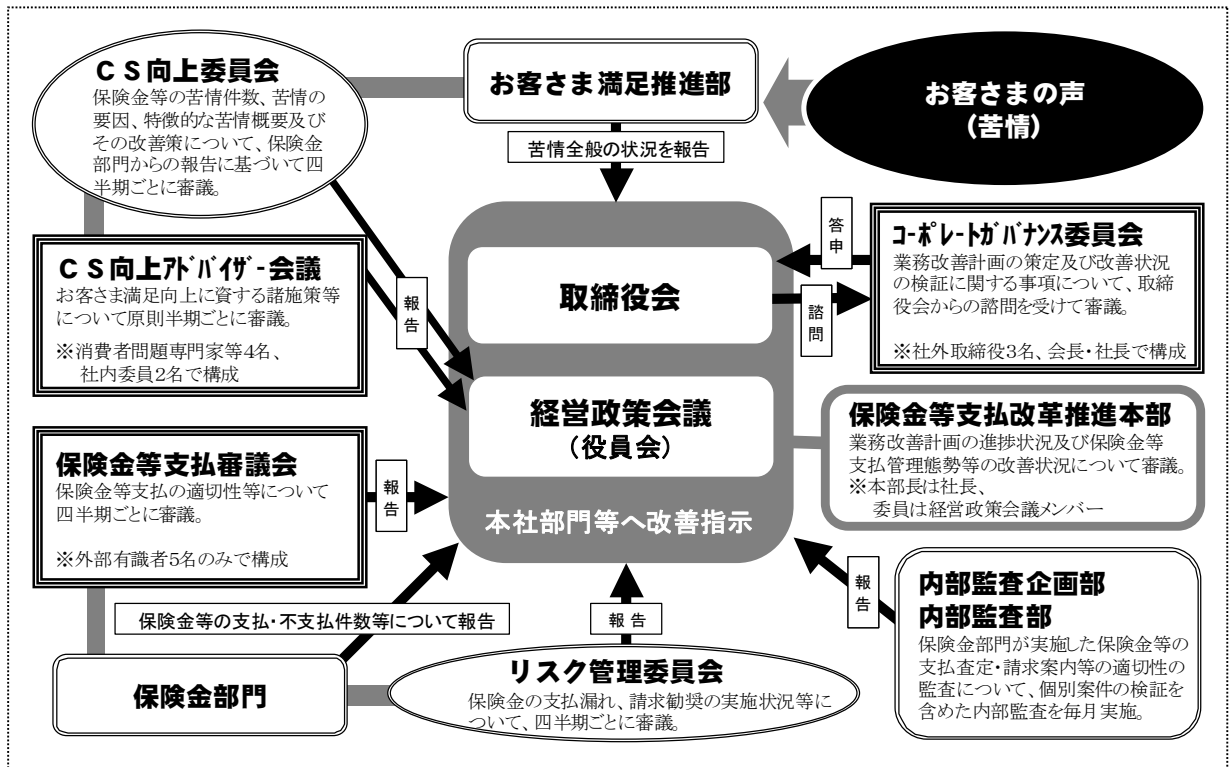 CS向上委員会
保険金等の苦情件数、苦情の
要因、特徴的な苦情概要及び
その改善策について、保険金
部門からの報告に基づいて四
半期ごとに審議。
お客さま満足推進部
お客さまの声
(苦情)
苦情全般の状況を報告
CS向上アドバイザー会議
お客さま満足向上に資する諸施策等
について原則半期ごとに審議。
※消費者問題専門家等4名、
社内委員2名で構成
報告
取締役会
答申
諮問
コーポレートガバナンス委員会
業務改善計画の策定及び改善状況
の検証に関する事項について、取締
役会からの諮問を受けて審議。
※社外取締役3名、会長・社長で構成
経営政策会議
(役員会)
本社部門等へ改善指示
保険金等支払改革推進本部
業務改善計画の進捗状況及び保険金等
支払管理態勢等の改善状況について審議。
※本部長は社長、
委員は経営政策会議メンバー
保険金等支払審議会
保険金等支払の適切性等について
四半期ごとに審議。
※外部有識者5名のみで構成
報告
保険金等の支払・不支払件数等について報告
保険金部門
報告
リスク管理委員会
保険金の支払漏れ、請求勧奨の実施状況等に
ついて、四半期ごとに審議。
報告
内部監査企画部
内部監査部
保険金部門が実施した保険金等の
支払査定・請求案内等の適切性の
監査について、個別案件の検証を
含めた内部監査を毎月実施。